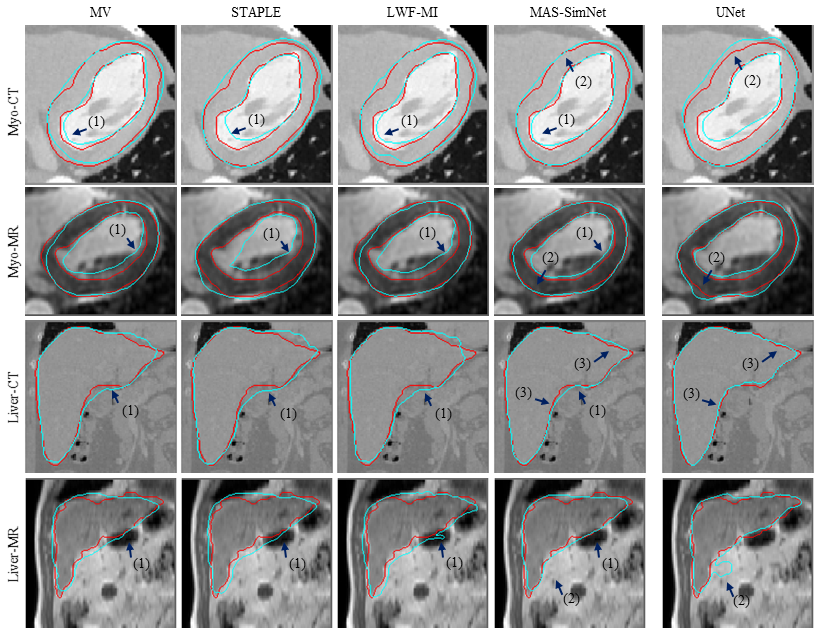 MV STAPLE LWF-MI MAS-SimNet UNet
Myo-CT
(2) (2)
(1) (1) (1) (1)
Myo-MR
(1) (1) (1) (1)
(2) (2)
Liver-CT
(3) (3)
(3) (3)
(1) (1) (1) (1)
Liver-MR
(1) (1) (1) (1)
(2) (2)